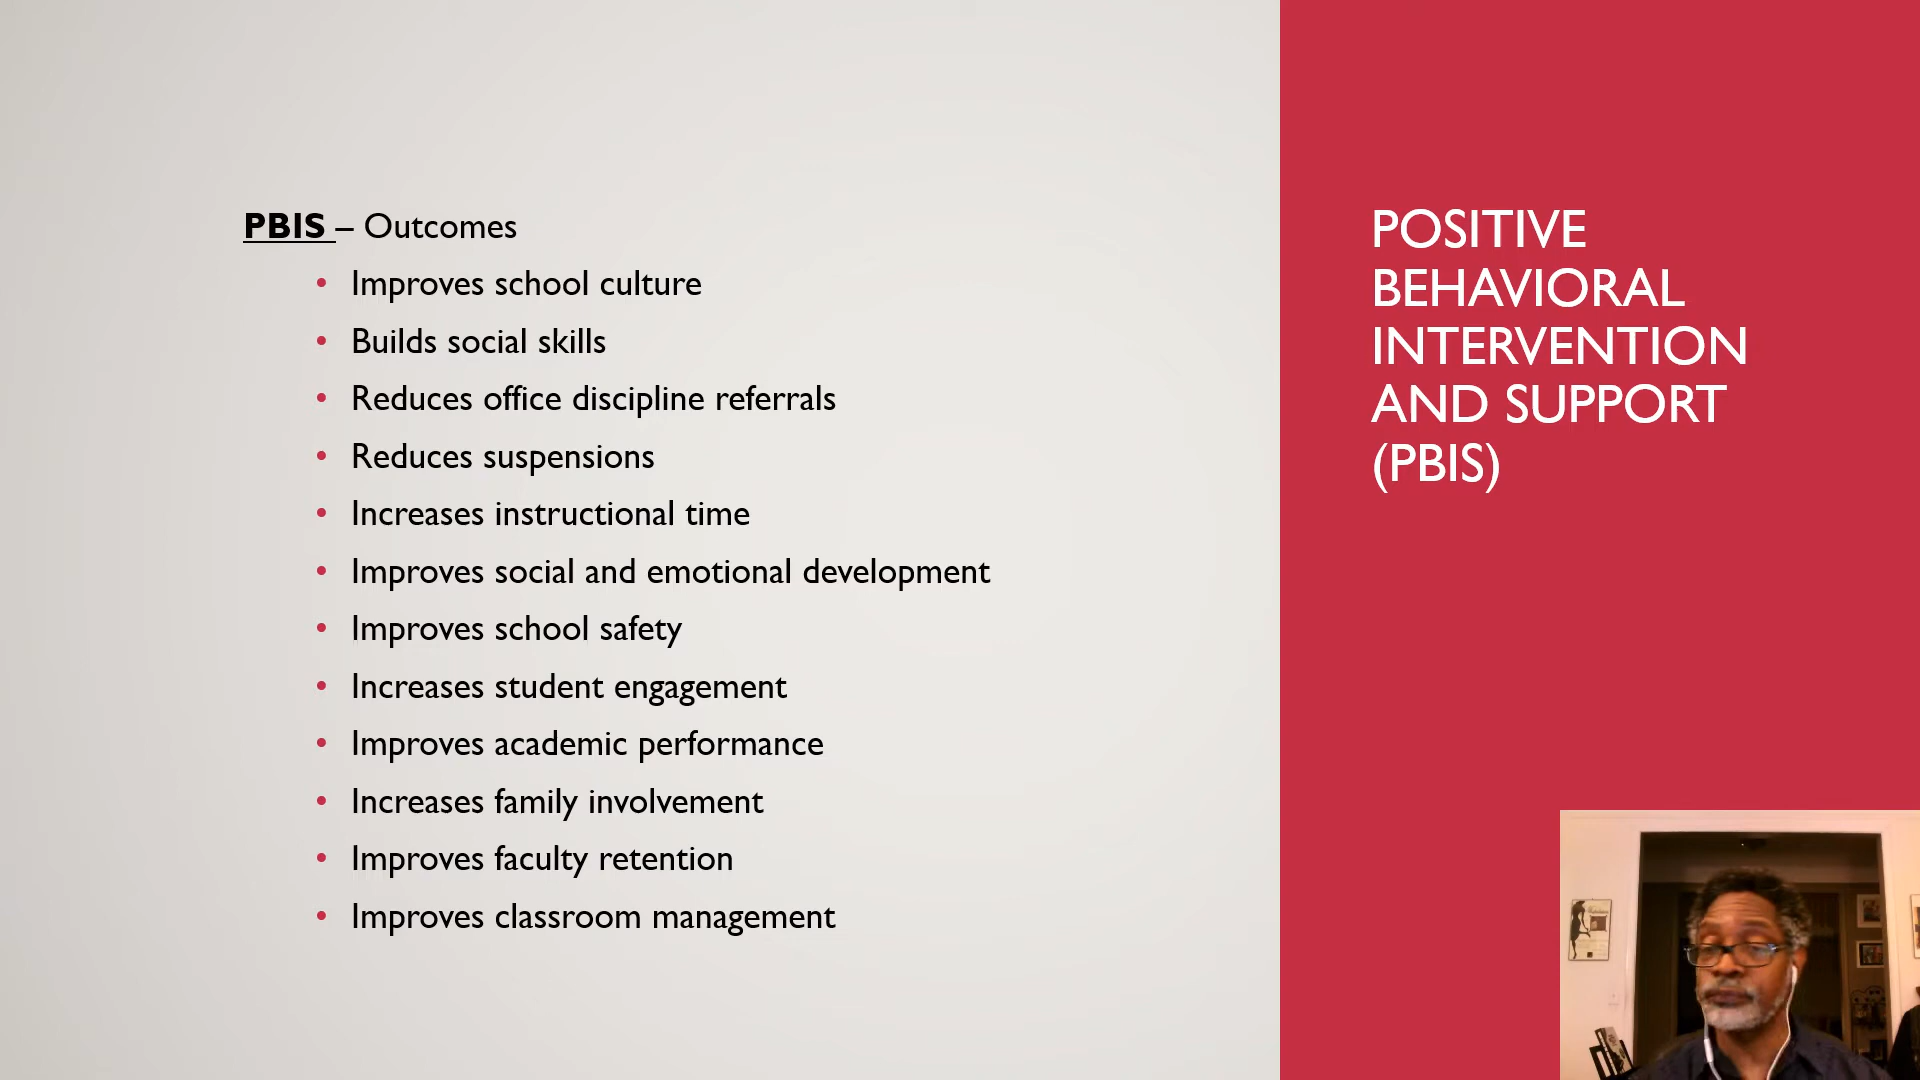 PBIS – Outcomes
• Improves school culture
• Builds social skills
• Reduces office discipline referrals
• Reduces suspensions
• Increases instructional time
• Improves social and emotional development
• Improves school safety
• Increases student engagement
• Improves academic performance
• Increases family involvement
• Improves faculty retention
• Improves classroom management
POSITIVE
BEHAVIORAL
INTERVENTION
AND SUPPORT
(PBIS)